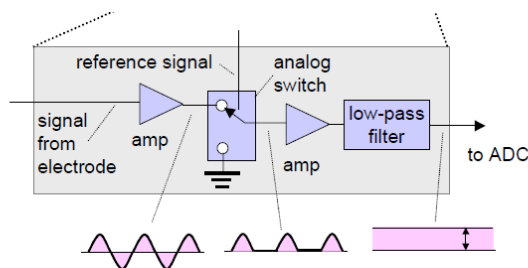 reference signal
analog
switch
signal
from
electrode
amp
amp
low-pass
filter
to ADC